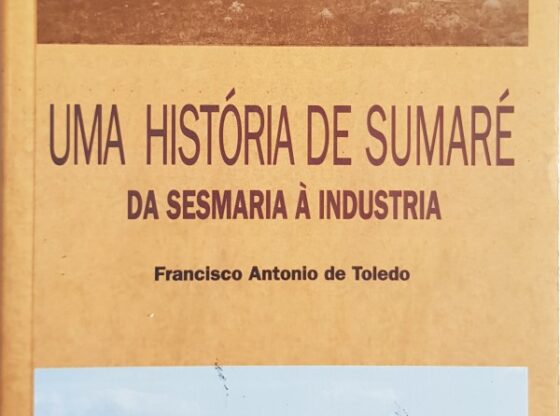 UMA HISTÓRIA DE SUMARÉ
DA SESMARIA À INDUSTRIA
Francisco Antonio de Toledo